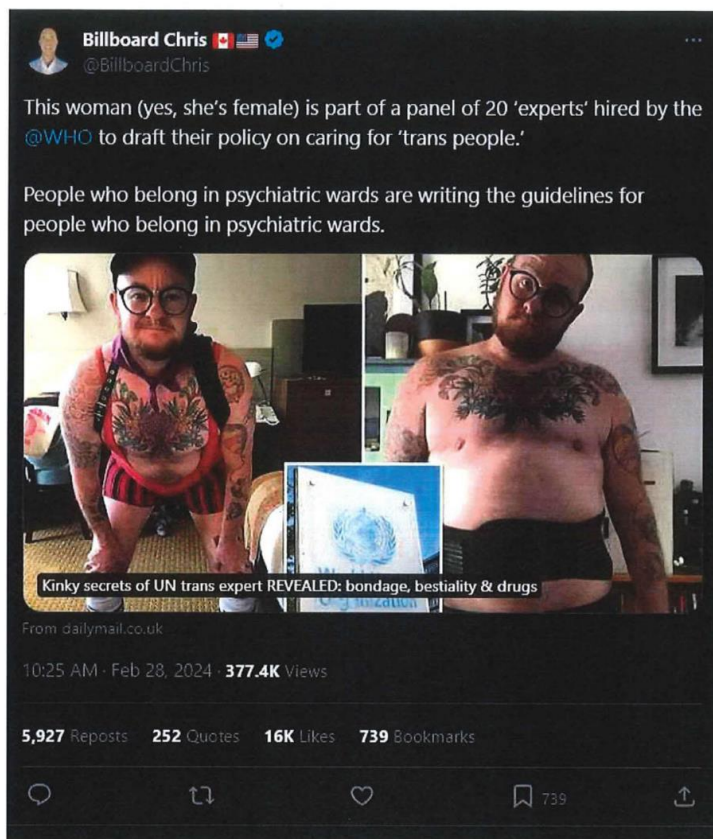 Billboard Chris
@BillboardChris
This woman (yes, she's female) is part of a panel of 20 'experts' hired by the
@WHO to draft their policy on caring for 'trans people.'
People who belong in psychiatric wards are writing the guidelines for
people who belong in psychiatric wards.
Kinky secrets of UN trans expert REVEALED: bondage, bestiality & drugs
From dailymail.co.uk
10:25 AM · Feb 28, 2024 · 377.4K Views
5,927 Reposts 252 Quotes 16K Likes 739 Bookmarks
739